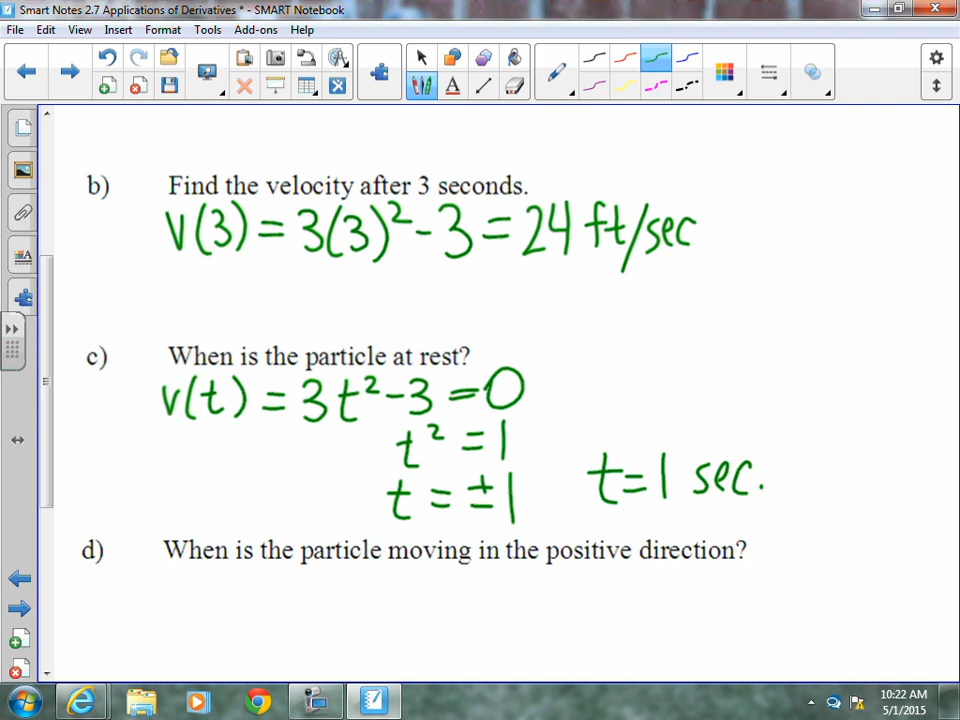 Smart Notes 2.7 Applications of Derivatives * - SMART Notebook
File Edit View Insert Format Tools Add-ons Help
b) Find the velocity after 3 seconds.
v(3) = 3(3)² - 3 = 24 ft/sec
c) When is the particle at rest?
v(t) = 3t² - 3 = 0
t² = 1
t = ±1 t = 1 sec.
d) When is the particle moving in the positive direction?
10:22 AM
5/1/2015